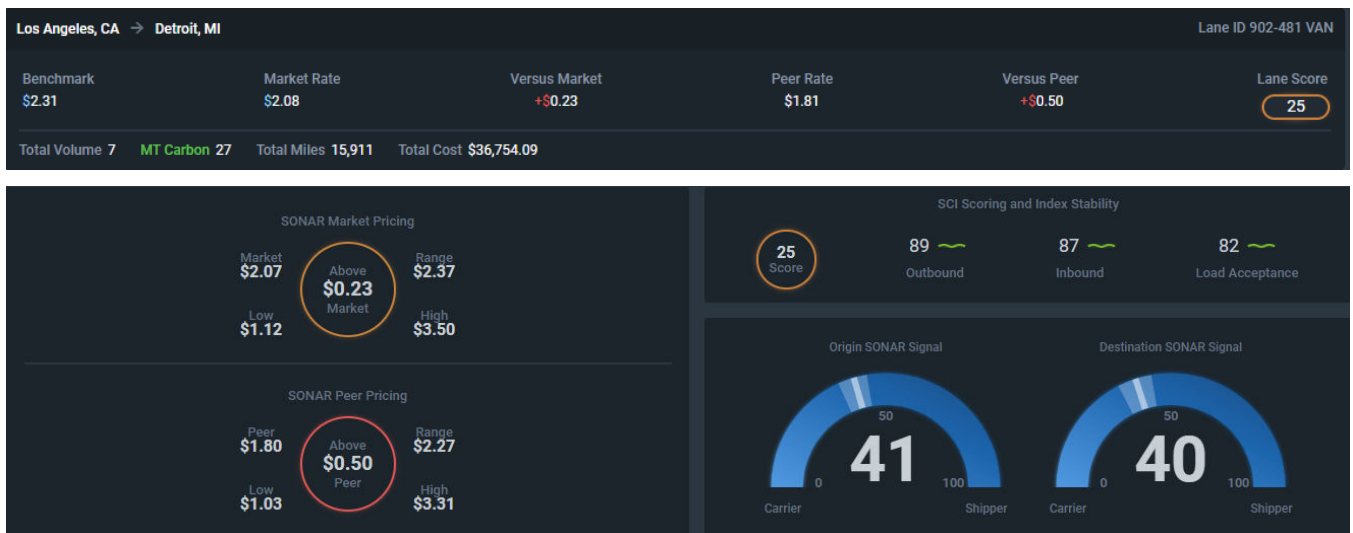 Los Angeles, CA → Detroit, MI Lane ID 902-481 VAN
Benchmark Market Rate Versus Market Peer Rate Versus Peer Lane Score
$2.31 $2.08 +$0.23 $1.81 +$0.50 25
Total Volume 7 MT Carbon 27 Total Miles 15,911 Total Cost $36,754.09
SONAR Market Pricing
Market
$2.07
Low
$1.12
Above
$0.23
Market
Range
$2.37
High
$3.50
SONAR Peer Pricing
Peer
$1.80
Low
$1.03
Above
$0.50
Peer
Range
$2.27
High
$3.31
SCI Scoring and Index Stability
25
Score
89
Outbound
87
Inbound
82
Load Acceptance
Origin SONAR Signal
50
41
0 100
Carrier Shipper
Destination SONAR Signal
50
40
0 100
Carrier Shipper